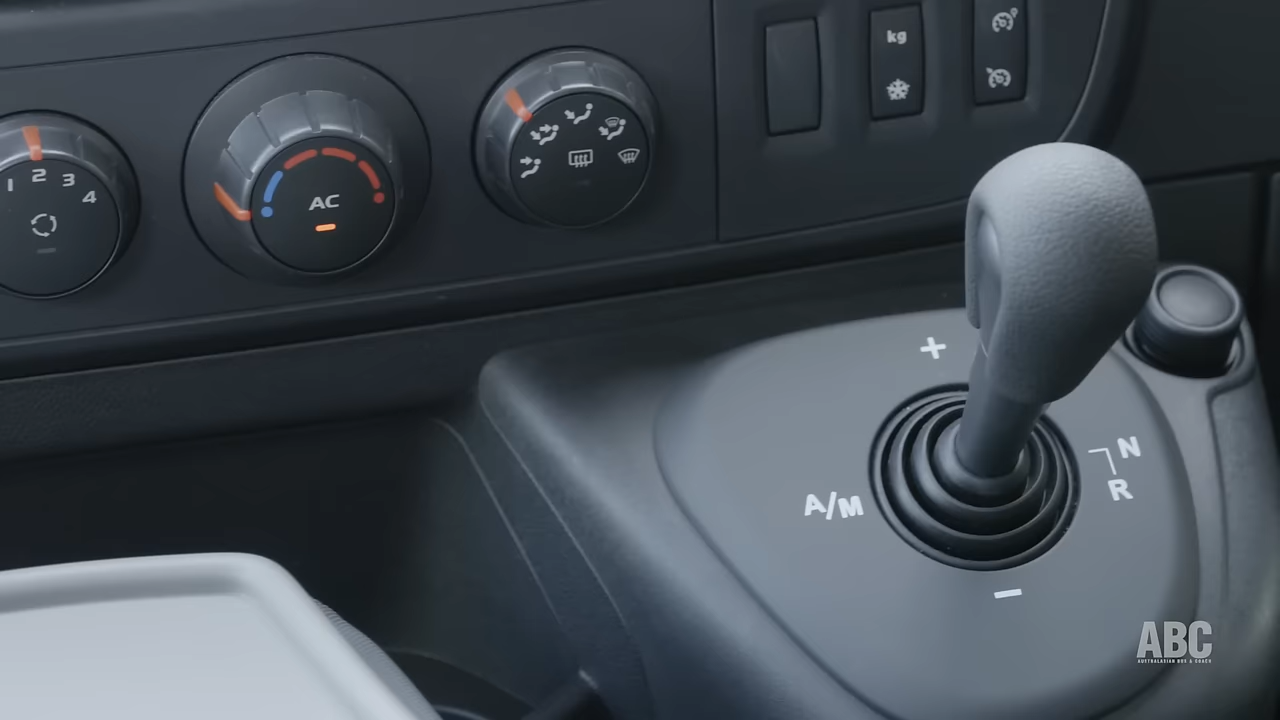 kg
1 2 3 4
AC
+
N
R
A/M
−
ABC
AUSTRALASIAN BUS & COACH